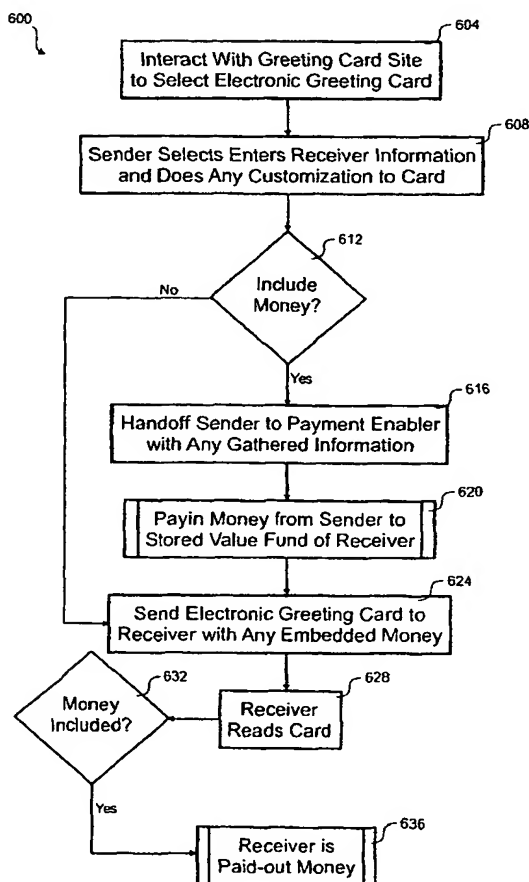 600
604
Interact With Greeting Card Site
to Select Electronic Greeting Card
608
Sender Selects Enters Receiver Information
and Does Any Customization to Card
612
Include
Money?
No
Yes
616
Handoff Sender to Payment Enabler
with Any Gathered Information
620
Payin Money from Sender to
Stored Value Fund of Receiver
624
Send Electronic Greeting Card to
Receiver with Any Embedded Money
632
Money
Included?
628
Receiver
Reads Card
Yes
636
Receiver is
Paid-out Money